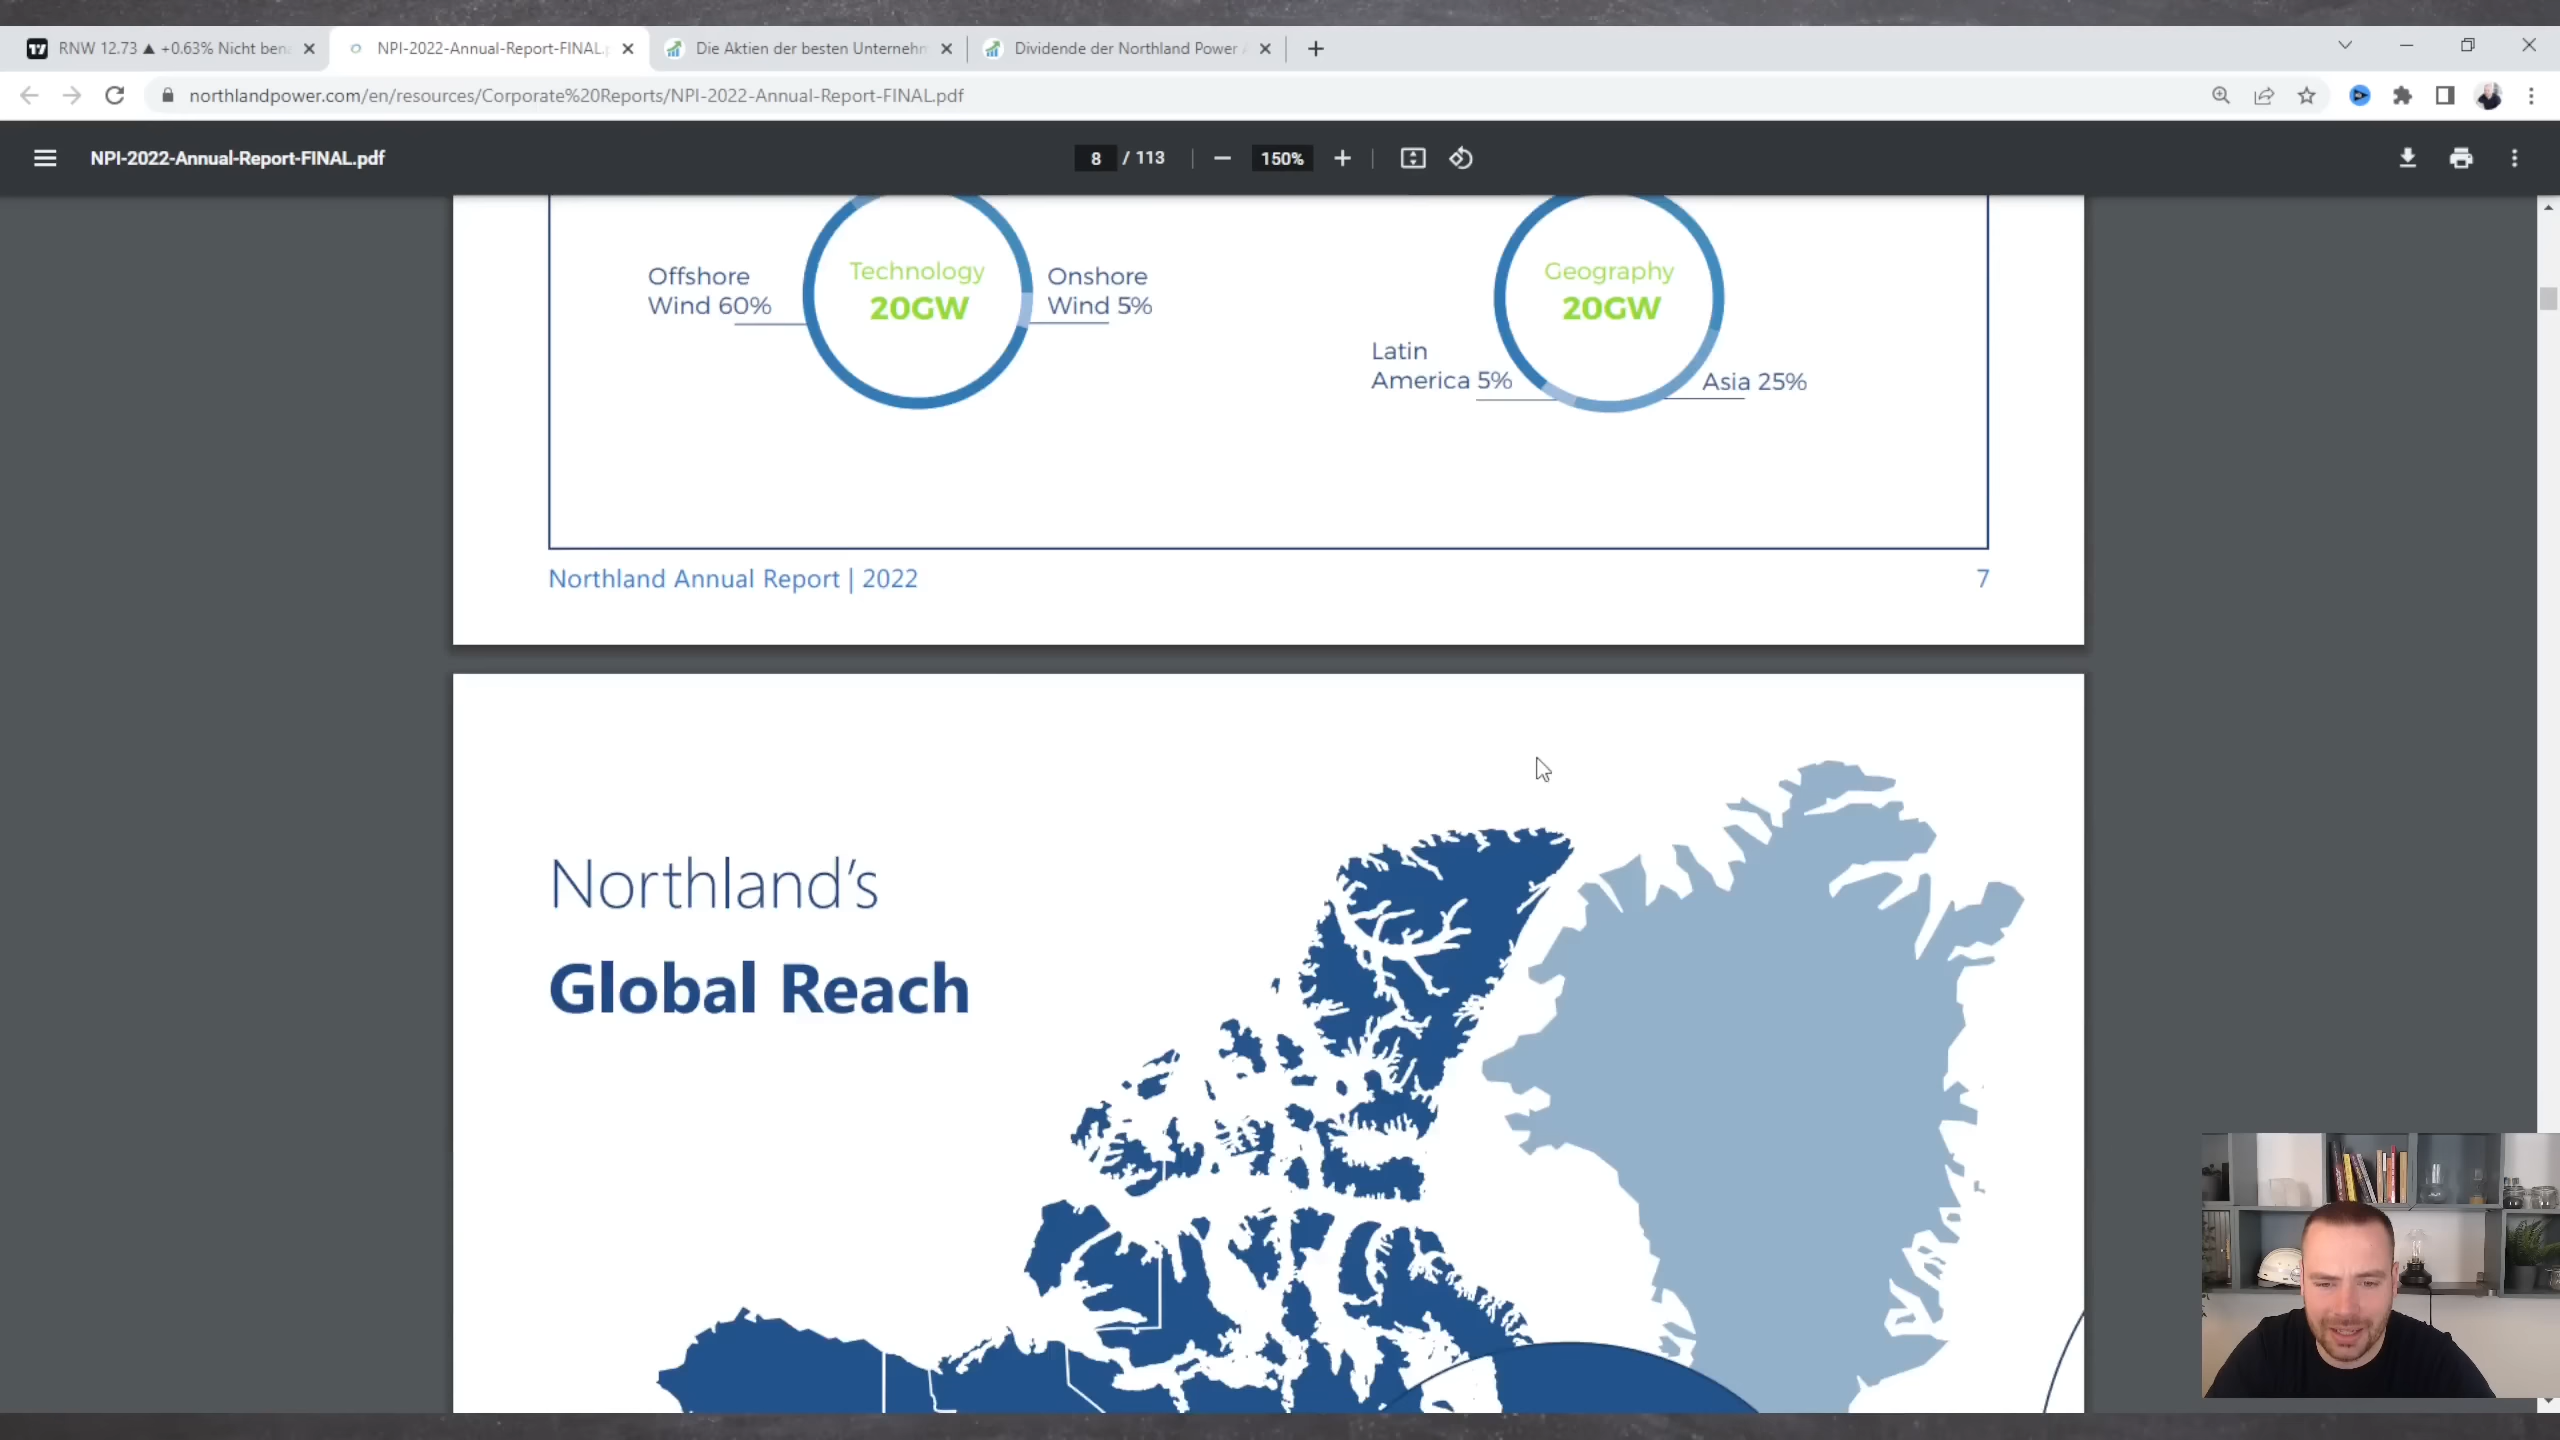 RNW 12.73 ▲ +0.63% Nicht ben
NPI-2022-Annual-Report-FINAL.p
Die Aktien der besten Unternehm
Dividende der Northland Power A
northlandpower.com/en/resources/Corporate%20Reports/NPI-2022-Annual-Report-FINAL.pdf
NPI-2022-Annual-Report-FINAL.pdf
8 / 113
150%
Offshore
Wind 60%
Technology
20GW
Onshore
Wind 5%
Geography
20GW
Latin
America 5%
Asia 25%
Northland Annual Report | 2022
7
Northland's
Global Reach